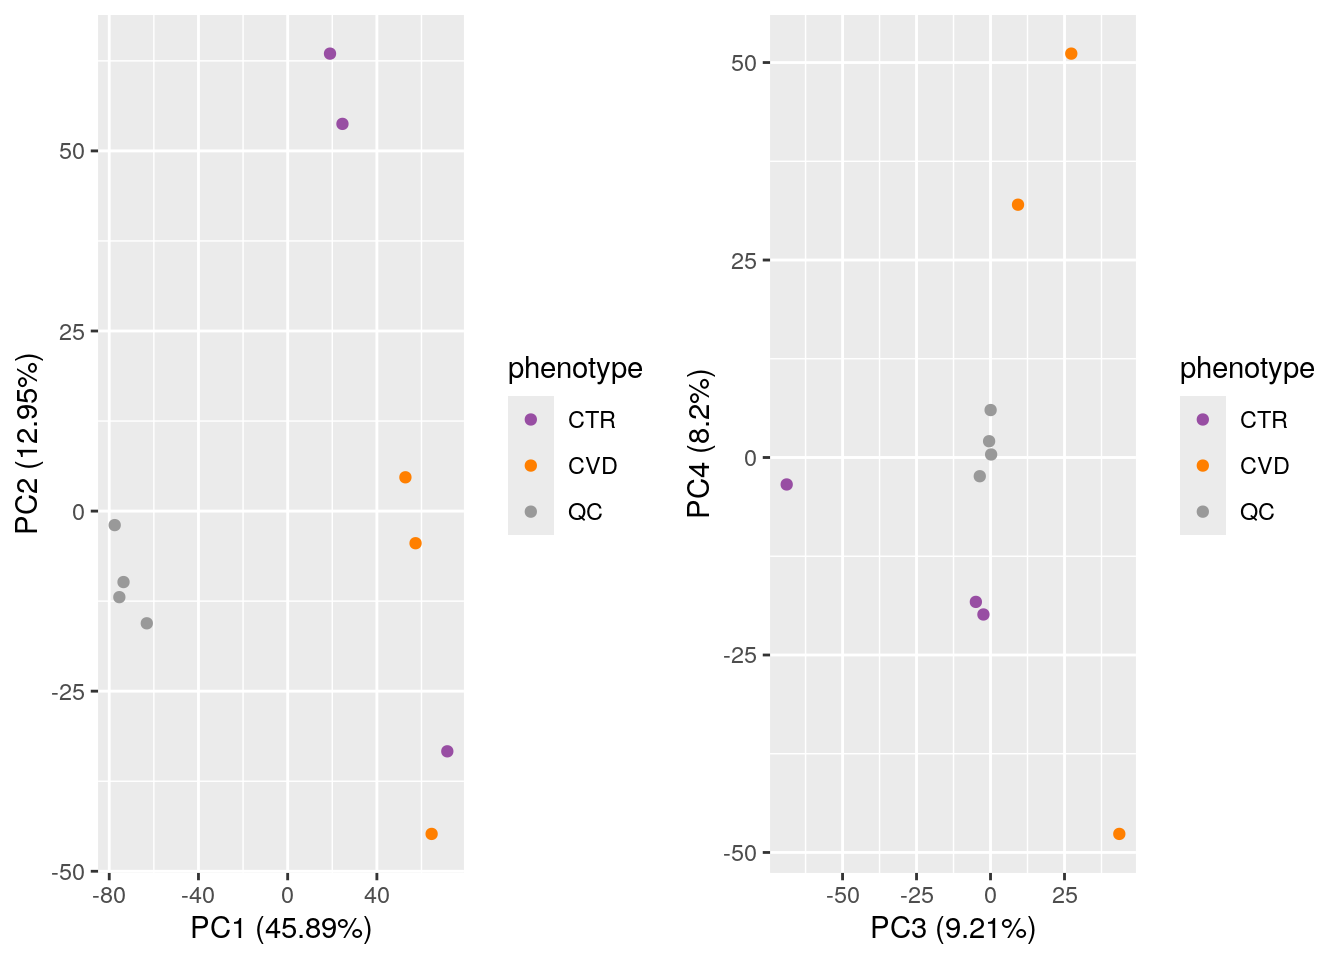 50
25
0
-25
-50
PC2 (12.95%)
-80 -40 0 40
PC1 (45.89%)
phenotype
CTR
CVD
QC
50
25
0
-25
-50
PC4 (8.2%)
-50 -25 0 25
PC3 (9.21%)
phenotype
CTR
CVD
QC